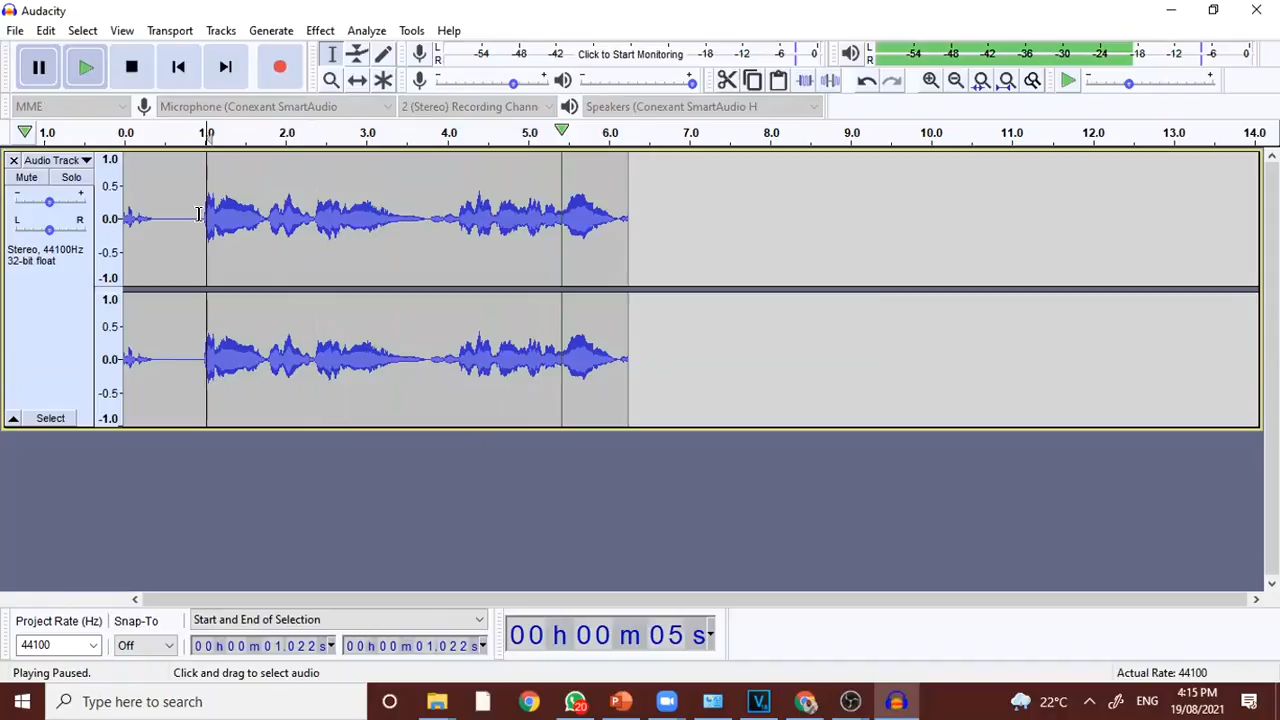 Audacity
File Edit Select View Transport Tracks Generate Effect Analyze Tools Help
L R -54 -48 -42 Click to Start Monitoring -18 -12 -6 0 L R -54 -48 -42 -36 -30 -24 -18 -12 -6 0
MME Microphone (Conexant SmartAudio 2 (Stereo) Recording Chann Speakers (Conexant SmartAudio H
1.0 0.0 1.0 2.0 3.0 4.0 5.0 6.0 7.0 8.0 9.0 10.0 11.0 12.0 13.0 14.0
Audio Track 1.0
Mute Solo
- + 0.5
L R 0.0
Stereo, 44100Hz -0.5
32-bit float
-1.0
1.0
0.5
0.0
-0.5
Select -1.0
Project Rate (Hz) Snap-To Start and End of Selection
44100 Off 00 h 00 m 01.022 s 00 h 00 m 01.022 s 00 h 00 m 05 s
Playing Paused. Click and drag to select audio Actual Rate: 44100
Type here to search 20 22°C ENG 4:15 PM
19/08/2021